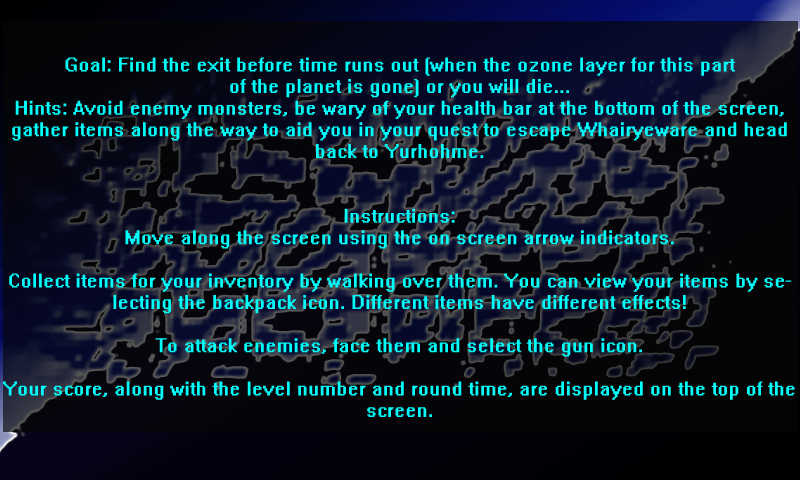 Goal: Find the exit before time runs out (when the ozone layer for this part
of the planet is gone) or you will die...
Hints: Avoid enemy monsters, be wary of your health bar at the bottom of the screen,
gather items along the way to aid you in your quest to escape Whairyeware and head
back to Yurhohme.
Instructions:
Move along the screen using the on screen arrow indicators.
Collect items for your inventory by walking over them. You can view your items by se-
lecting the backpack icon. Different items have different effects!
To attack enemies, face them and select the gun icon.
Your score, along with the level number and round time, are displayed on the top of the
screen.